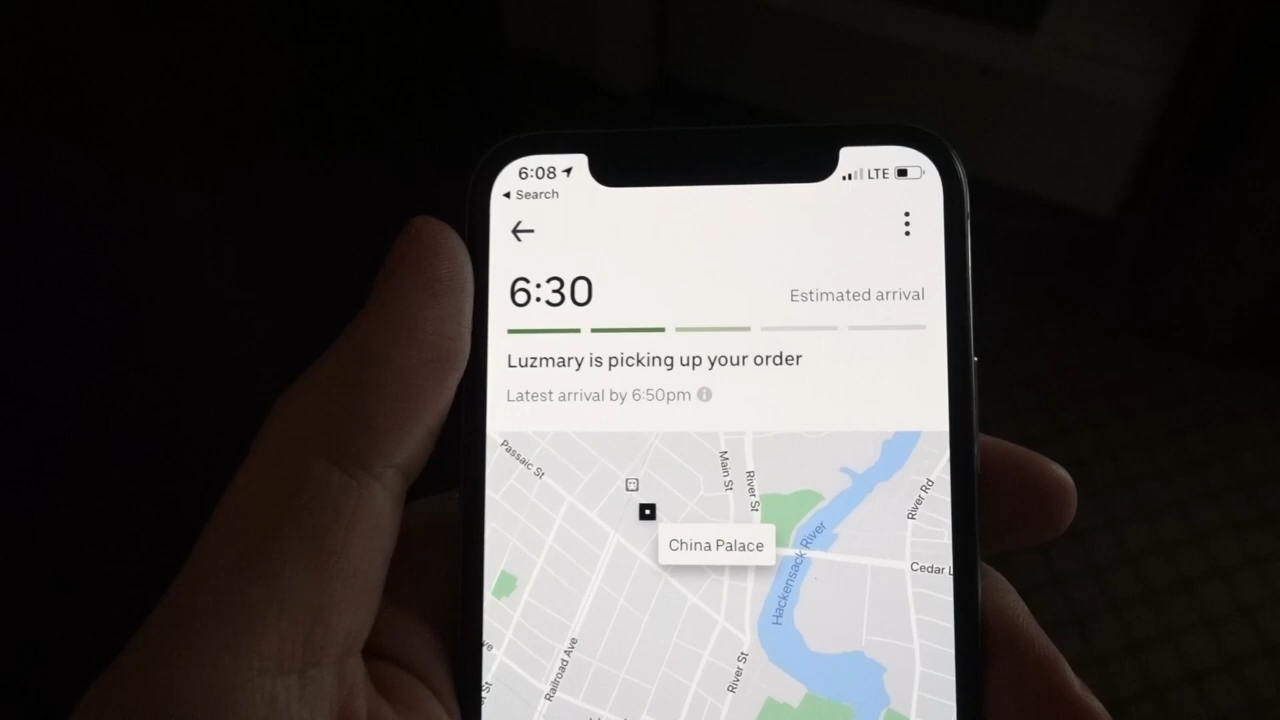 6:08
LTE
◀ Search
6:30
Estimated arrival
Luzmary is picking up your order
Latest arrival by 6:50pm
Passaic St
Main St
River St
River Rd
China Palace
Hackensack River
Cedar L
Railroad Ave
River St